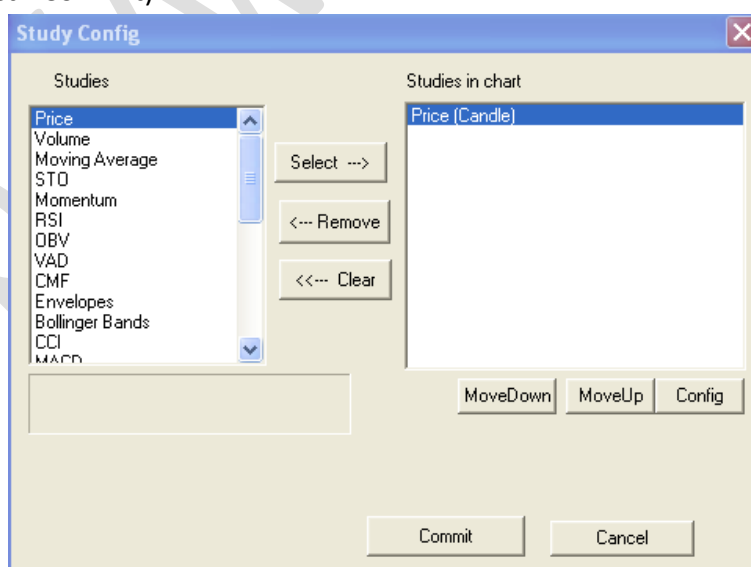 Study Config
Studies
Studies in chart
Price
Volume
Moving Average
STO
Momentum
RSI
OBV
VAD
CMF
Envelopes
Bollinger Bands
CCI
MACD
Select --->
<--- Remove
<<--- Clear
Price (Candle)
MoveDown
MoveUp
Config
Commit
Cancel